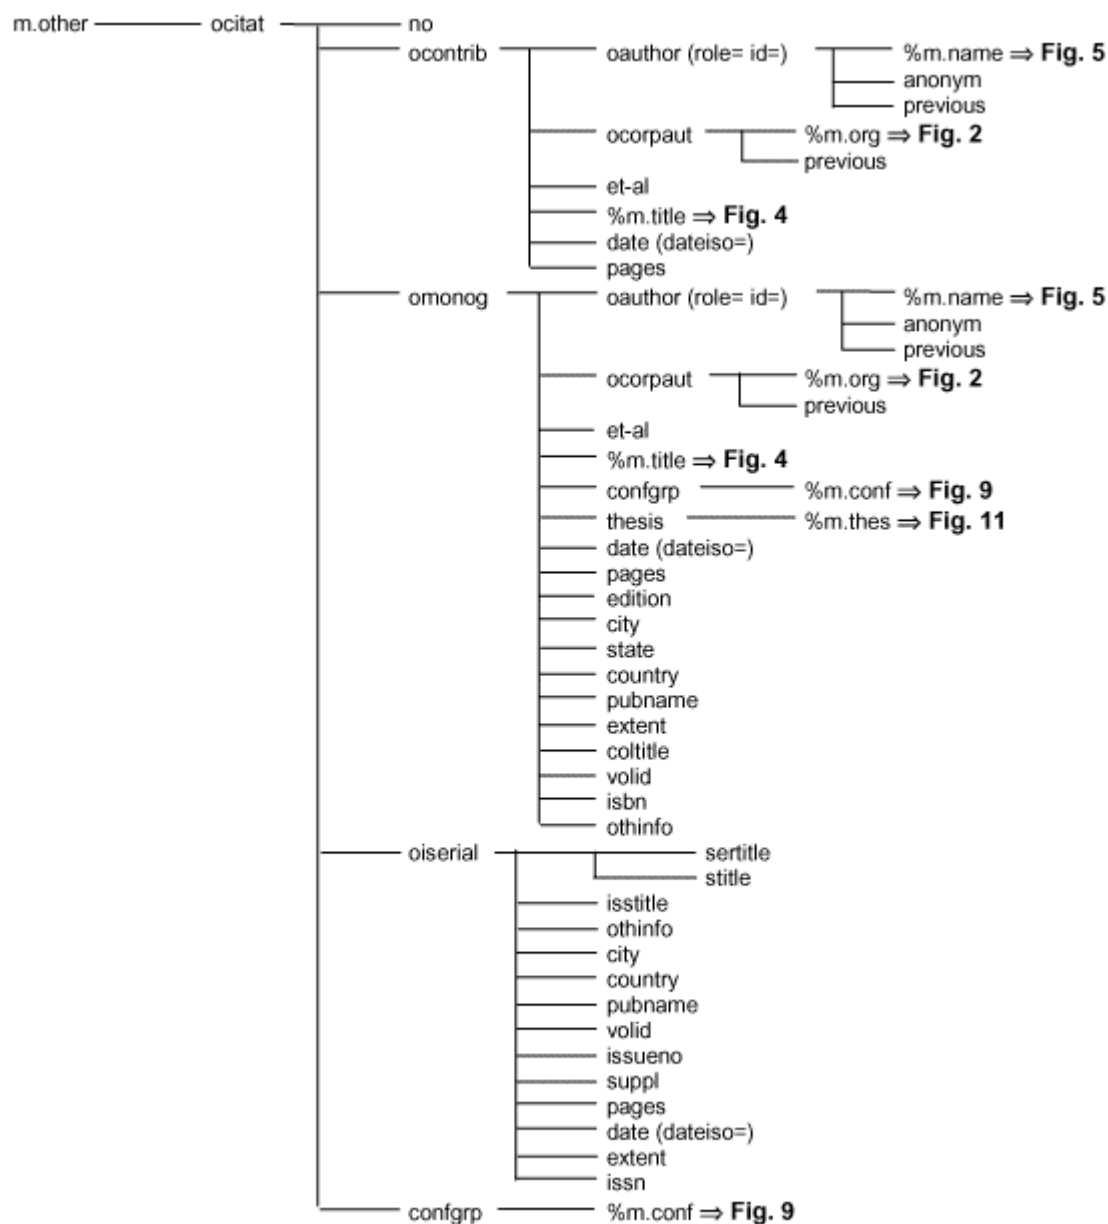 m.other ocitat no
ocontrib oauthor (role= id=) %m.name ⇒ Fig. 5
anonym
previous
ocorpaut %m.org ⇒ Fig. 2
previous
et-al
%m.title ⇒ Fig. 4
date (dateiso=)
pages
omonog oauthor (role= id=) %m.name ⇒ Fig. 5
anonym
previous
ocorpaut %m.org ⇒ Fig. 2
previous
et-al
%m.title ⇒ Fig. 4
confgrp %m.conf ⇒ Fig. 9
thesis %m.thes ⇒ Fig. 11
date (dateiso=)
pages
edition
city
state
country
pubname
extent
coltitle
volid
isbn
othinfo
oiserial sertitle
stitle
isstitle
othinfo
city
country
pubname
volid
issueno
suppl
pages
date (dateiso=)
extent
issn
confgrp %m.conf ⇒ Fig. 9